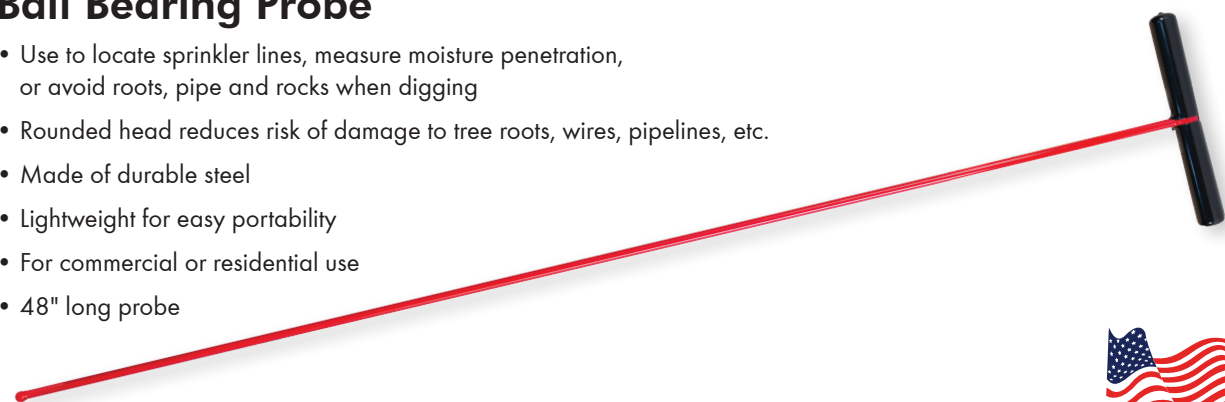 Ball Bearing Probe
• Use to locate sprinkler lines, measure moisture penetration,
or avoid roots, pipe and rocks when digging
• Rounded head reduces risk of damage to tree roots, wires, pipelines, etc.
• Made of durable steel
• Lightweight for easy portability
• For commercial or residential use
• 48" long probe